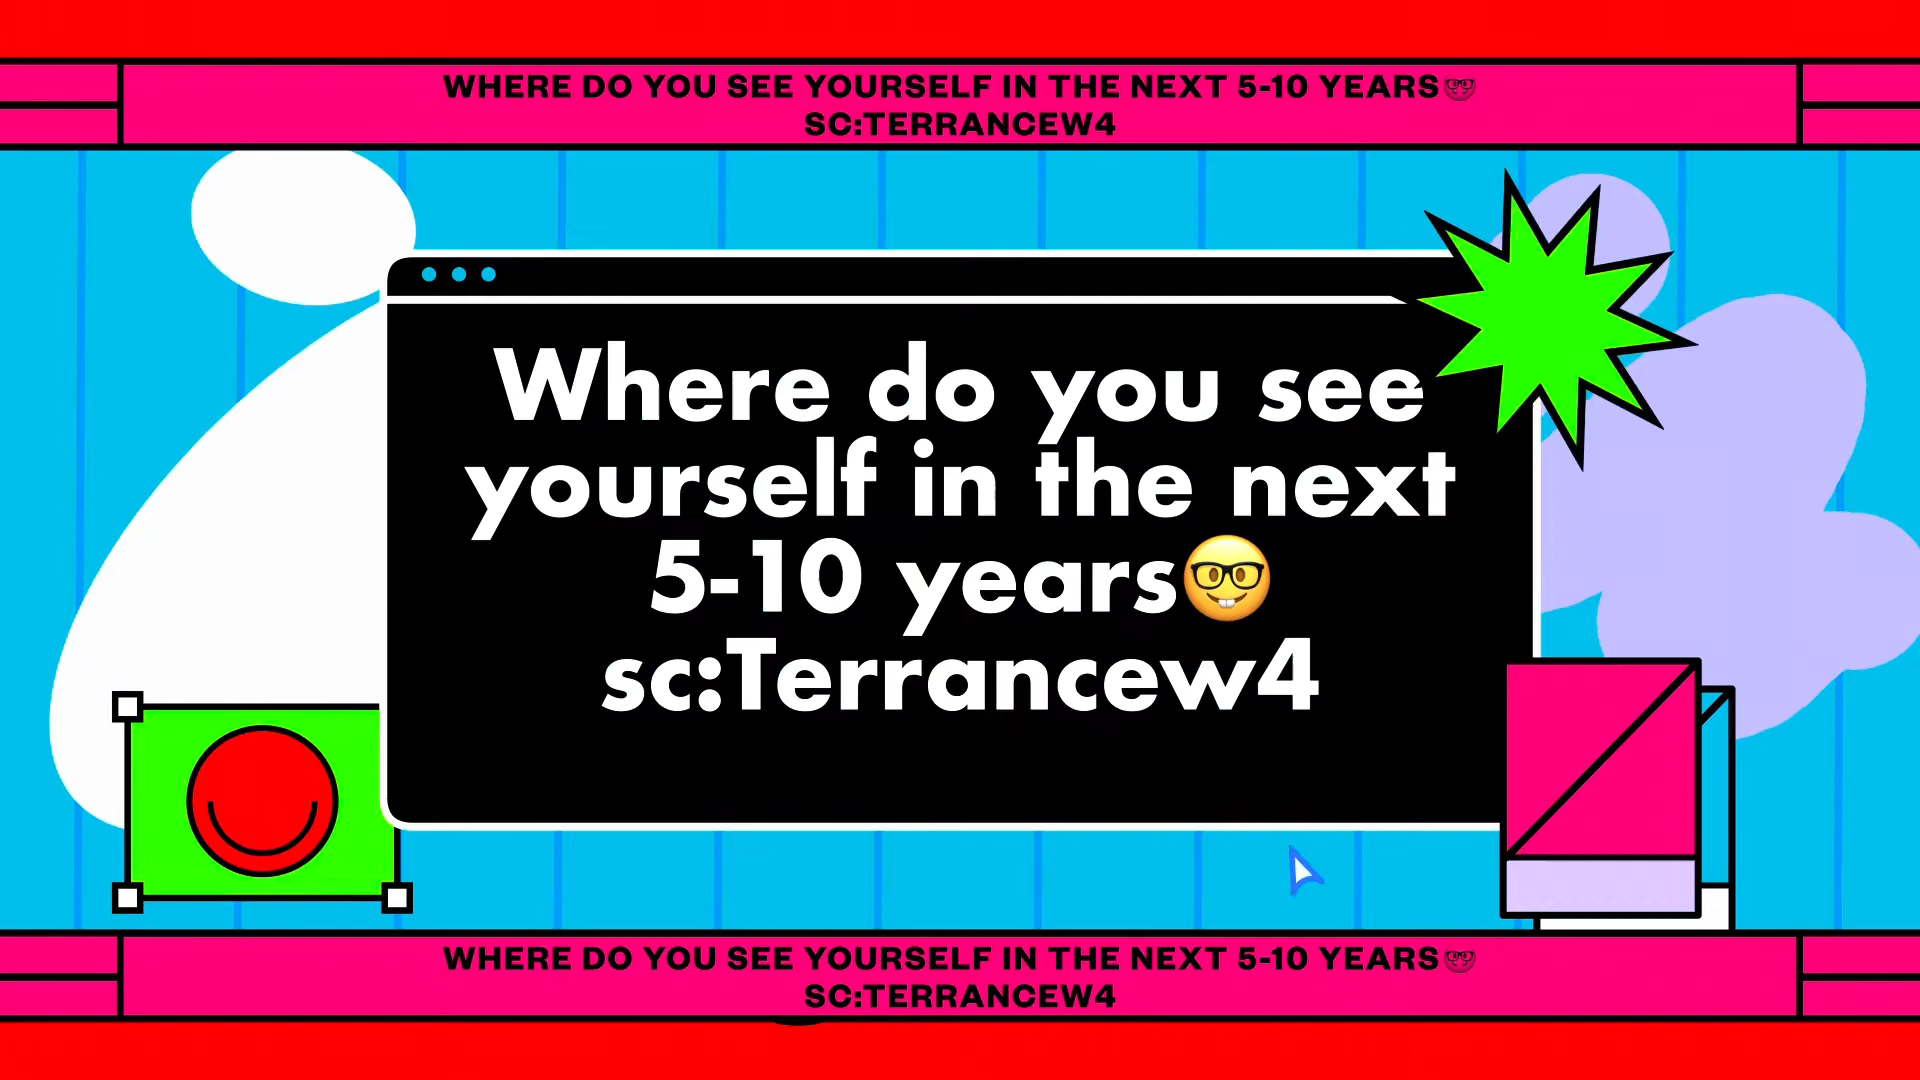 WHERE DO YOU SEE YOURSELF IN THE NEXT 5-10 YEARS🤓
SC:TERRANCEW4
Where do you see
yourself in the next
5-10 years🤓
sc:Terrancew4
WHERE DO YOU SEE YOURSELF IN THE NEXT 5-10 YEARS🤓
SC:TERRANCEW4